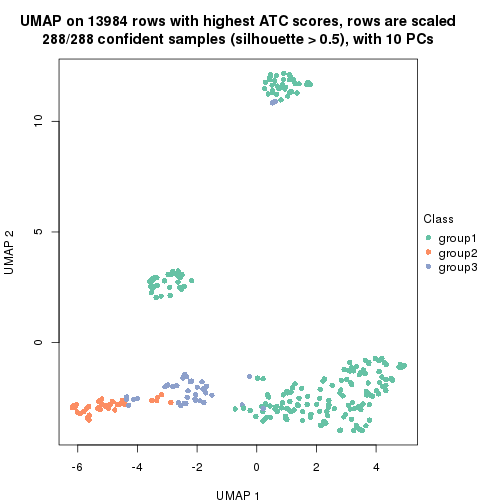 UMAP on 13984 rows with highest ATC scores, rows are scaled
288/288 confident samples (silhouette > 0.5), with 10 PCs
10
5
0
UMAP 2
-6
-4
-2
0
2
4
UMAP 1
Class
group1
group2
group3